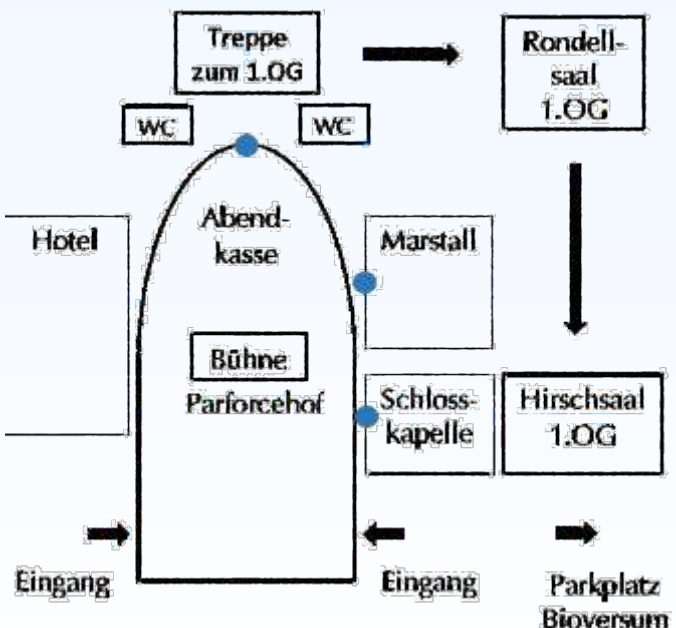 Treppe
zum 1.OG
Rondell-
saal
1.OG
WC
WC
Abend-
kasse
Hotel
Marstall
Bühne
Parforcehof
Schloss-
kapelle
Hirschsaal
1.OG
Eingang
Eingang
Parkplatz
Bioversum